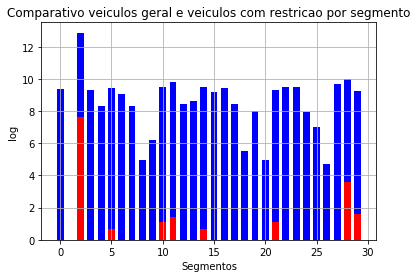 Comparativo veiculos geral e veiculos com restricao por segmento
log
12
10
8
6
4
2
0
0 5 10 15 20 25 30
Segmentos